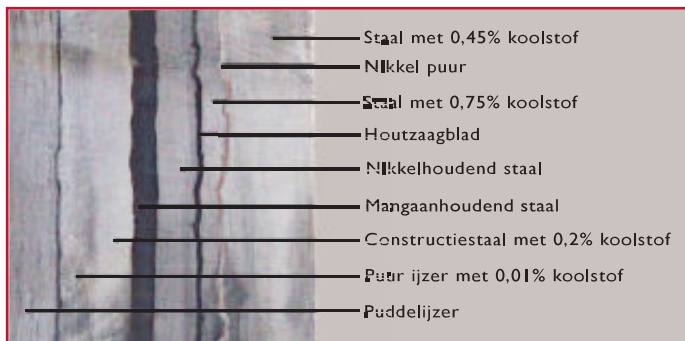 Staal met 0,45% koolstof
Nikkel puur
Staal met 0,75% koolstof
Houtzaagblad
Nikkelhoudend staal
Mangaanhoudend staal
Constructiestaal met 0,2% koolstof
Puur ijzer met 0,01% koolstof
Puddelijzer